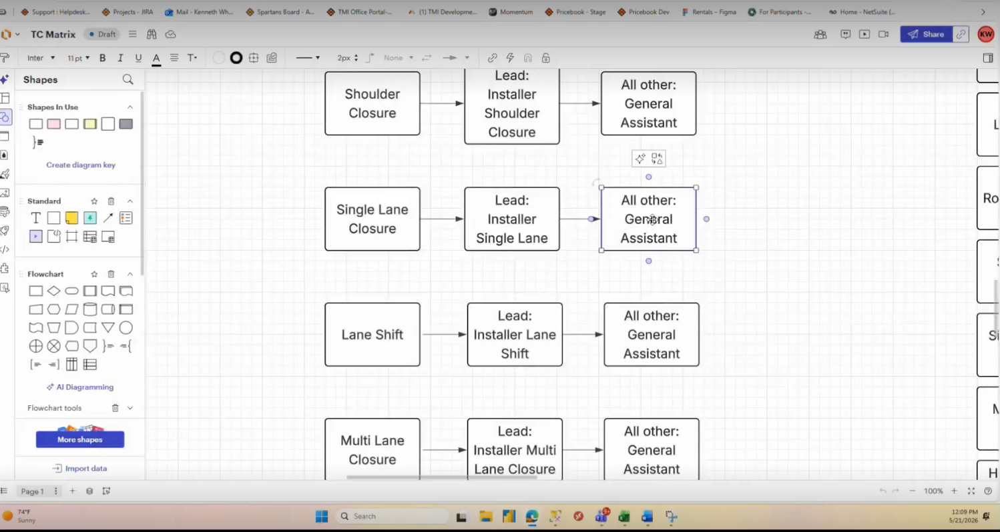 Support : Helpdesk...
Projects - JIRA
Mail - Kenneth Wh...
Spartans Board - A...
TMI Office Portal-...
(1) TMI Developme...
Momentum
Pricebook - Stage
Pricebook Dev
Rentals – Figma
For Participants -...
Home - NetSuite (...
TC Matrix
Draft
Share
KW
Inter
11pt
B
I
U
A
T
2px
None
Shapes
Shapes In Use
Create diagram key
Standard
T
4
Flowchart
AI Diagramming
Flowchart tools
More shapes
Import data
Shoulder
Closure
Lead:
Installer
Shoulder
Closure
All other:
General
Assistant
Single Lane
Closure
Lead:
Installer
Single Lane
All other:
General
Assistant
Lane Shift
Lead:
Installer Lane
Shift
All other:
General
Assistant
Multi Lane
Closure
Lead:
Installer Multi
Lane Closure
All other:
General
Assistant
L
Ro
Si
H
Page 1
100%
74°F
Sunny
Search
9+
12:09 PM
5/21/2026